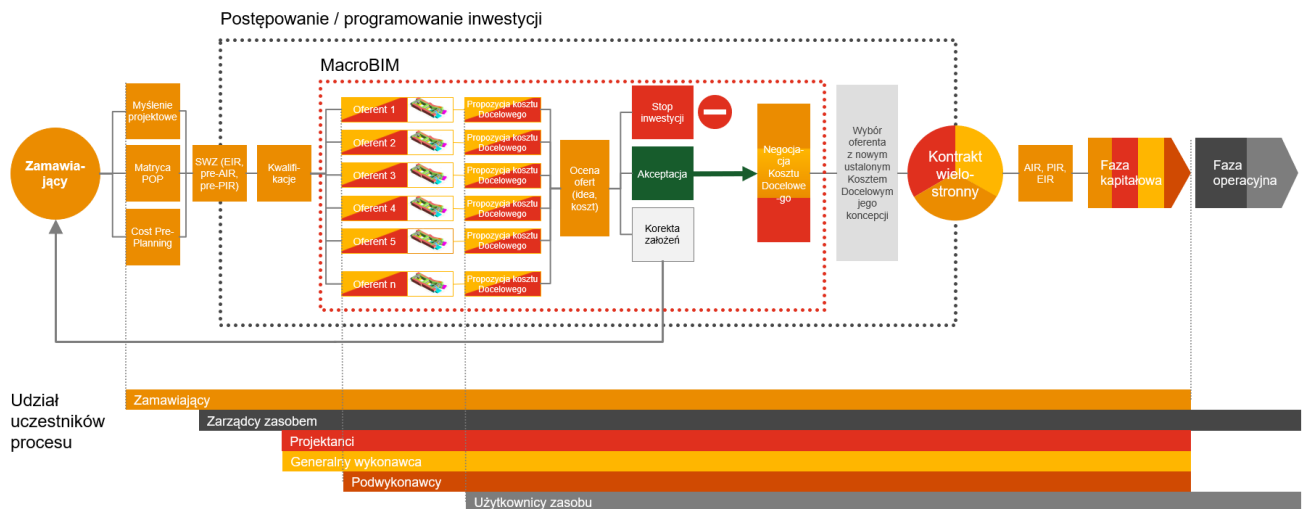 Postępowanie / programowanie inwestycji
MacroBIM
Zamawia-
jący
Myślenie
projektowe
Matryca
POP
Cost Pre-
Planning
SWZ (EIR,
pre-AIR,
pre-PIR)
Kwalifi-
kacje
Oferent 1
Propozycja kosztu
Docelowego
Oferent 2
Propozycja kosztu
Docelowego
Oferent 3
Propozycja kosztu
Docelowego
Oferent 4
Propozycja kosztu
Docelowego
Oferent 5
Propozycja kosztu
Docelowego
Oferent n
Propozycja kosztu
Docelowego
Ocena
ofert (idea,
koszt)
Stop
inwestycji
Akceptacja
Korekta
założeń
Negocja-
cja
Kosztu
Docelowe
-go
Wybór
oferenta
z nowym
ustalonym
Kosztem
Docelowym
jego
koncepcji
Kontrakt
wielo-
stronny
AIR, PIR,
EIR
Faza
kapitałowa
Faza
operacyjna
Udział
uczestników
procesu
Zamawiający
Zarządcy zasobem
Projektanci
Generalny wykonawca
Podwykonawcy
Użytkownicy zasobu